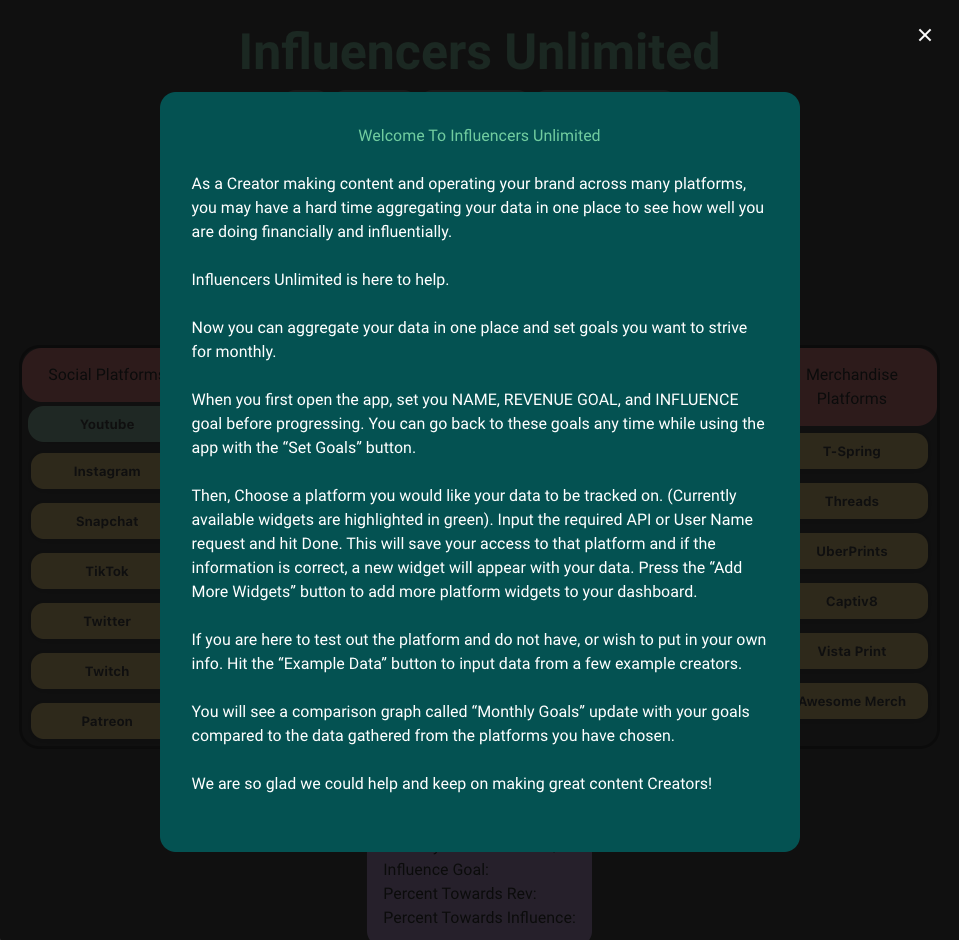 Influencers Unlimited
Welcome To Influencers Unlimited
As a Creator making content and operating your brand across many platforms,
you may have a hard time aggregating your data in one place to see how well you
are doing financially and influentially.
Influencers Unlimited is here to help.
Now you can aggregate your data in one place and set goals you want to strive
for monthly.
When you first open the app, set you NAME, REVENUE GOAL, and INFLUENCE
goal before progressing. You can go back to these goals any time while using the
app with the “Set Goals” button.
Then, Choose a platform you would like your data to be tracked on. (Currently
available widgets are highlighted in green). Input the required API or User Name
request and hit Done. This will save your access to that platform and if the
information is correct, a new widget will appear with your data. Press the “Add
More Widgets” button to add more platform widgets to your dashboard.
If you are here to test out the platform and do not have, or wish to put in your own
info. Hit the “Example Data” button to input data from a few example creators.
You will see a comparison graph called “Monthly Goals” update with your goals
compared to the data gathered from the platforms you have chosen.
We are so glad we could help and keep on making great content Creators!
Social Platforms
Youtube
Instagram
Snapchat
TikTok
Twitter
Twitch
Patreon
Merchandise
Platforms
T-Spring
Threads
UberPrints
Captiv8
Vista Print
Awesome Merch
Influence Goal:
Percent Towards Rev:
Percent Towards Influence: